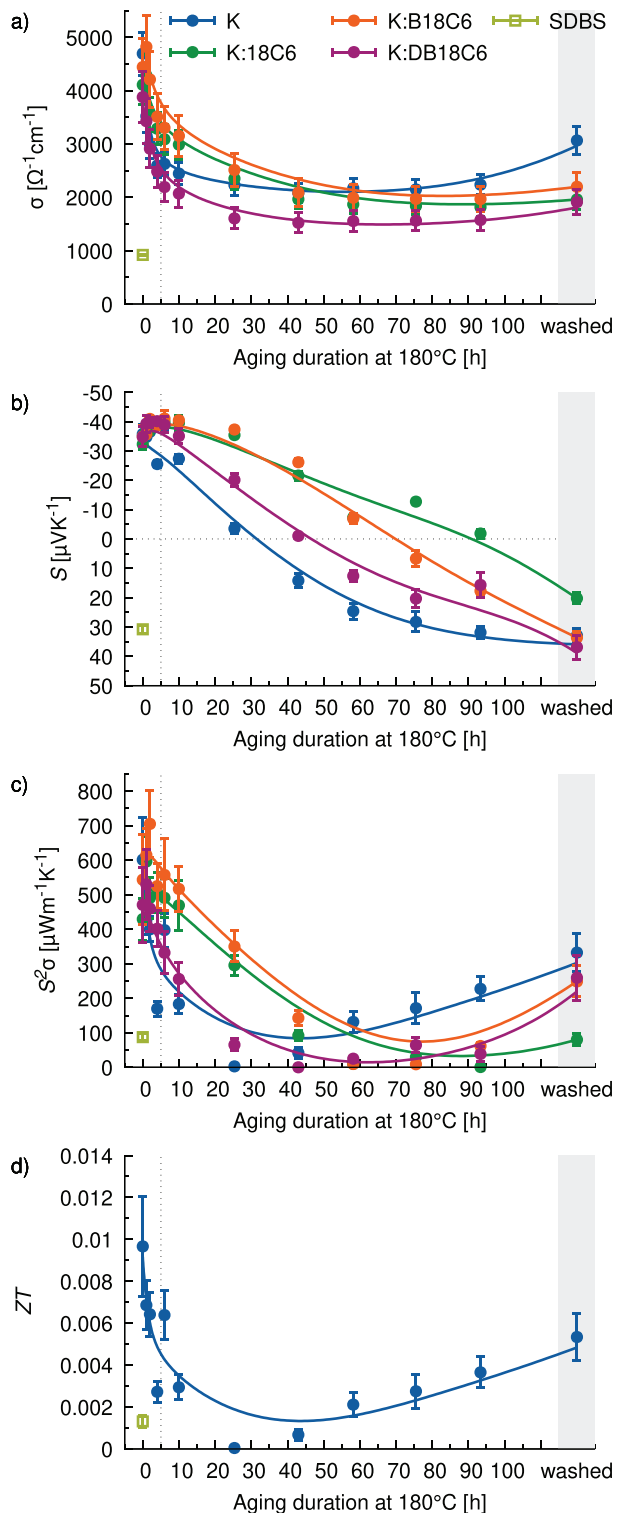 a)
K
K:B18C6
SDBS
K:18C6
K:DB18C6
σ [Ω⁻¹cm⁻¹]
5000
4000
3000
2000
1000
0
0 10 20 30 40 50 60 70 80 90 100 washed
Aging duration at 180°C [h]
b)
S [µVK⁻¹]
-50
-40
-30
-20
-10
0
10
20
30
40
50
0 10 20 30 40 50 60 70 80 90 100 washed
Aging duration at 180°C [h]
c)
S²σ [µWm⁻¹K⁻¹]
800
700
600
500
400
300
200
100
0
0 10 20 30 40 50 60 70 80 90 100 washed
Aging duration at 180°C [h]
d)
ZT
0.014
0.012
0.01
0.008
0.006
0.004
0.002
0
0 10 20 30 40 50 60 70 80 90 100 washed
Aging duration at 180°C [h]